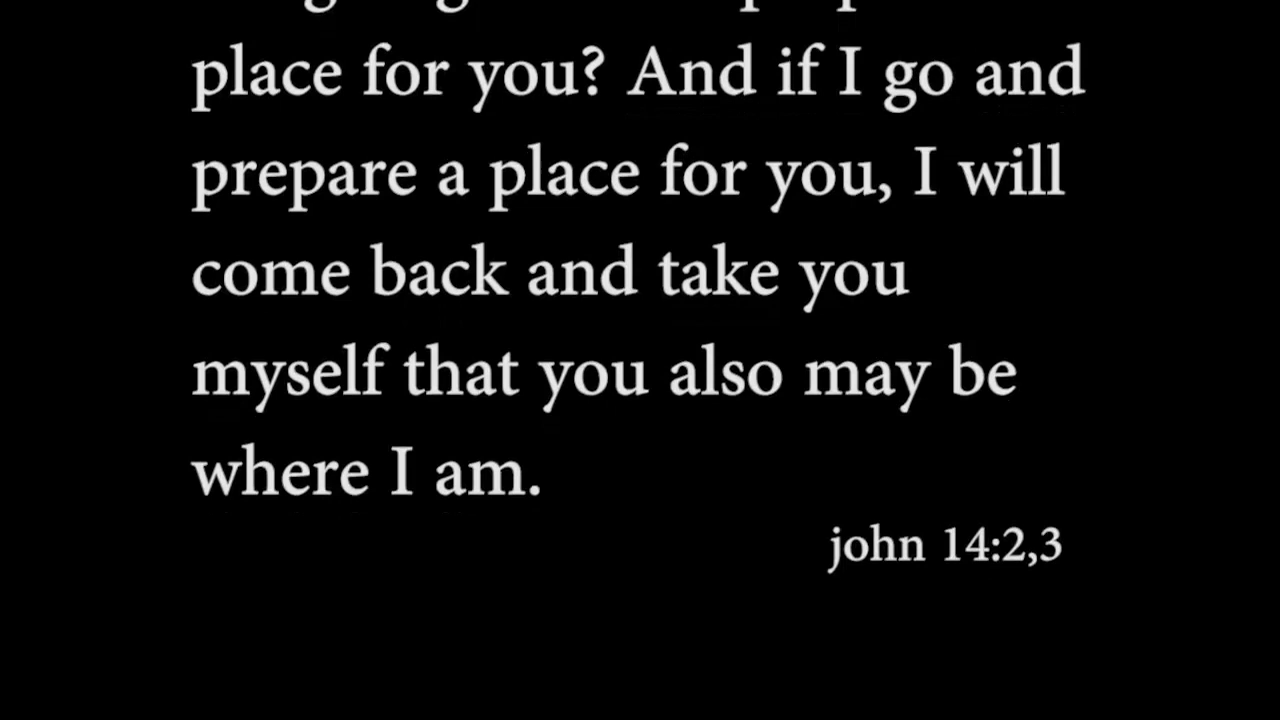 place for you? And if I go and
prepare a place for you, I will
come back and take you
myself that you also may be
where I am.
john 14:2,3